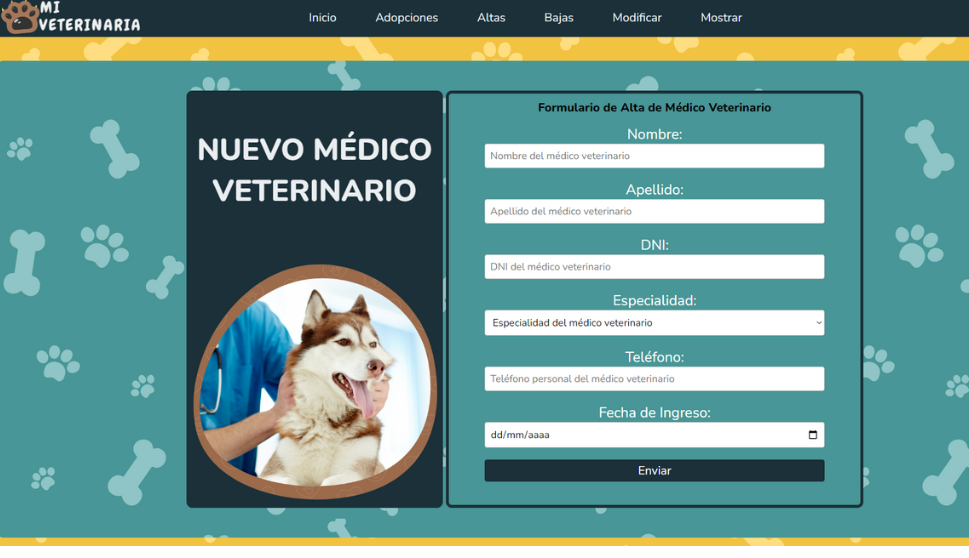 MI
VETERINARIA
Inicio Adopciones Altas Bajas Modificar Mostrar
NUEVO MÉDICO
VETERINARIO
Formulario de Alta de Médico Veterinario
Nombre:
Nombre del médico veterinario
Apellido:
Apellido del médico veterinario
DNI:
DNI del médico veterinario
Especialidad:
Especialidad del médico veterinario
Teléfono:
Teléfono personal del médico veterinario
Fecha de Ingreso:
dd/mm/aaaa
Enviar